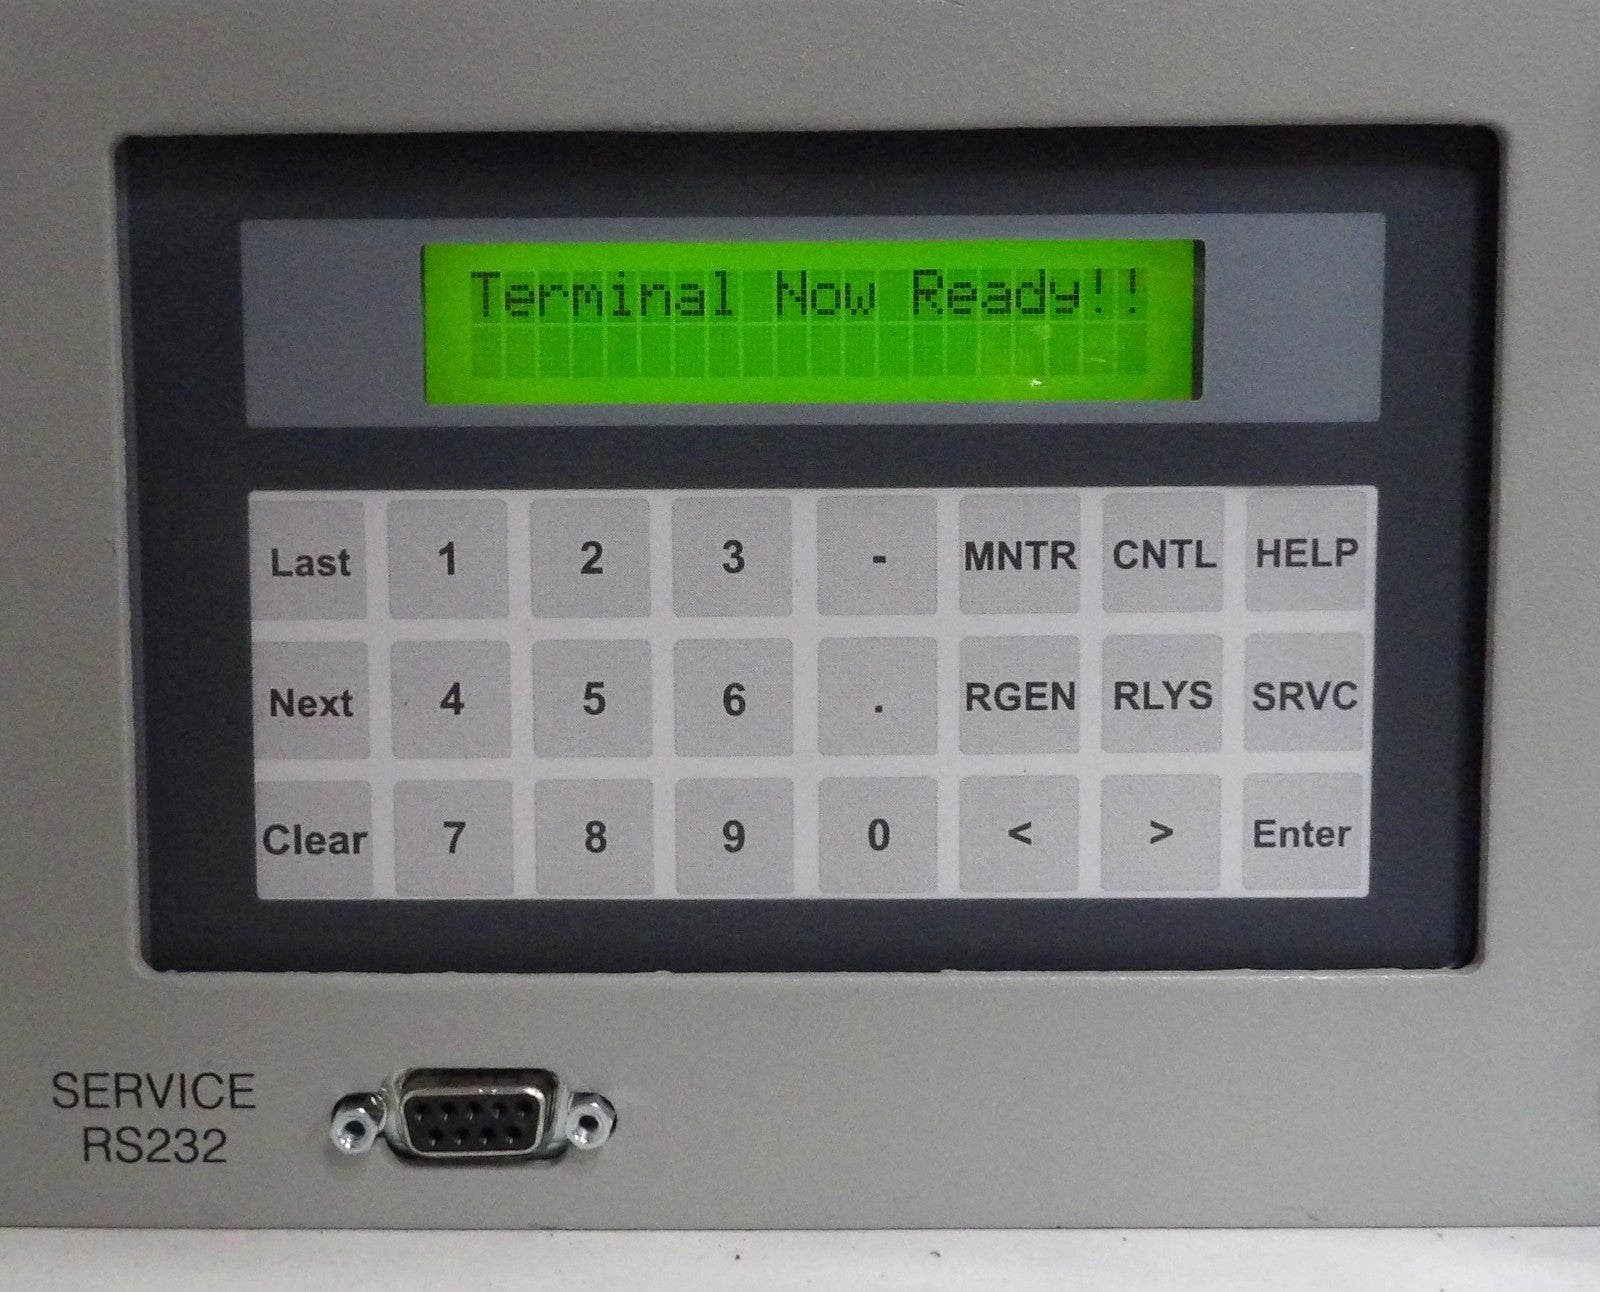 Terminal Now Ready!!
Last 1 2 3 - MNTR CNTL HELP
Next 4 5 6 . RGEN RLYS SRVC
Clear 7 8 9 0 < > Enter
SERVICE
RS232